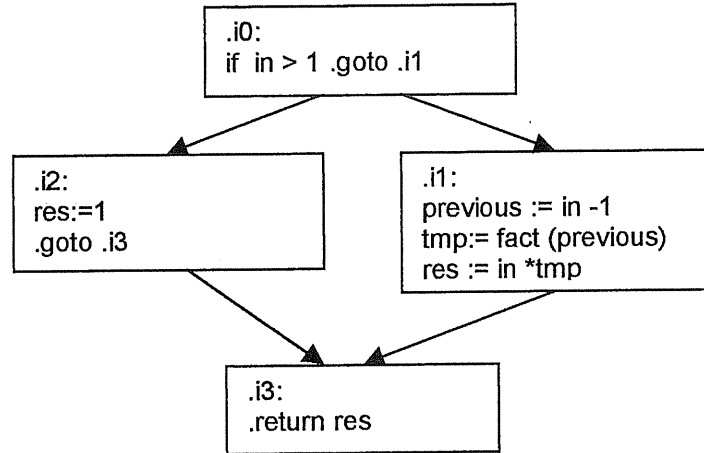 .i0:
if in > 1 .goto .i1
.i2:
res:=1
.goto .i3
.i1:
previous := in -1
tmp:= fact (previous)
res := in *tmp
.i3:
.return res